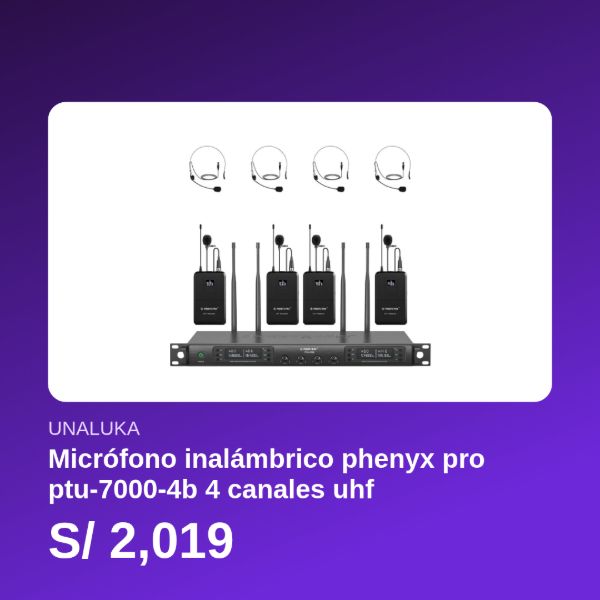 UNALUKA
Micrófono inalámbrico phenyx pro
ptu-7000-4b 4 canales uhf
S/ 2,019